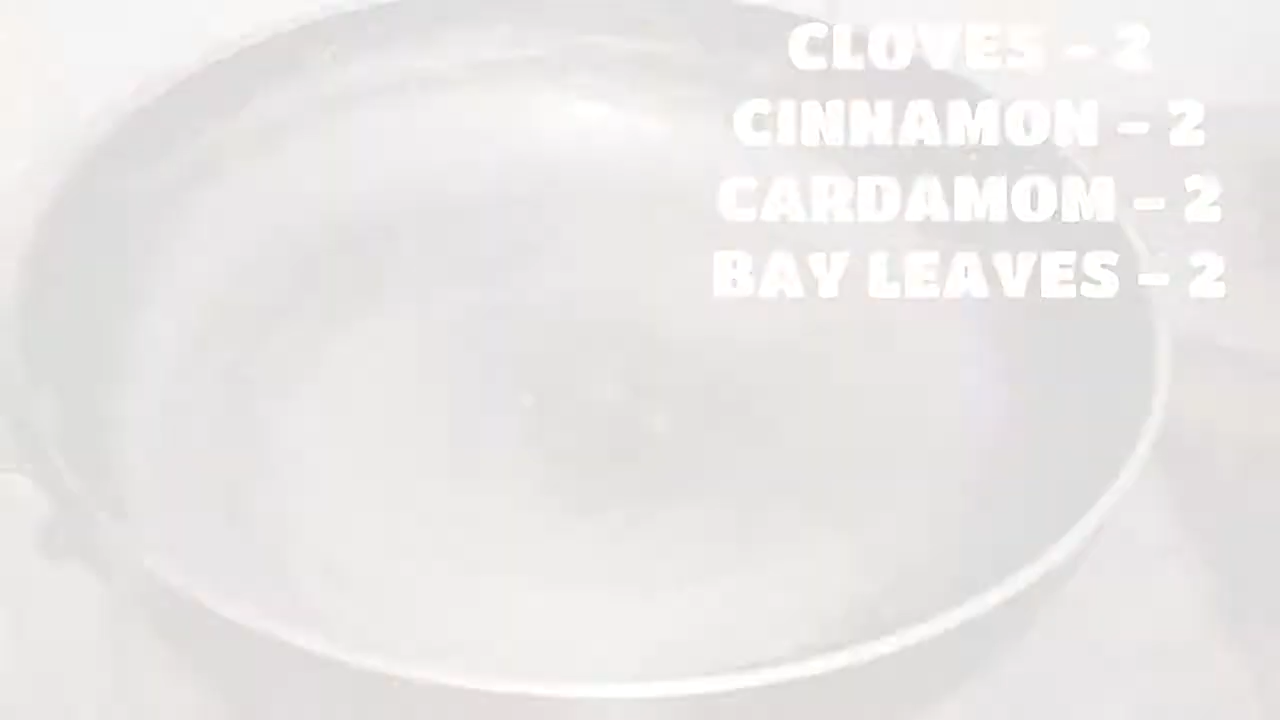 CLOVES – 2
CINNAMON – 2
CARDAMOM – 2
BAY LEAVES – 2